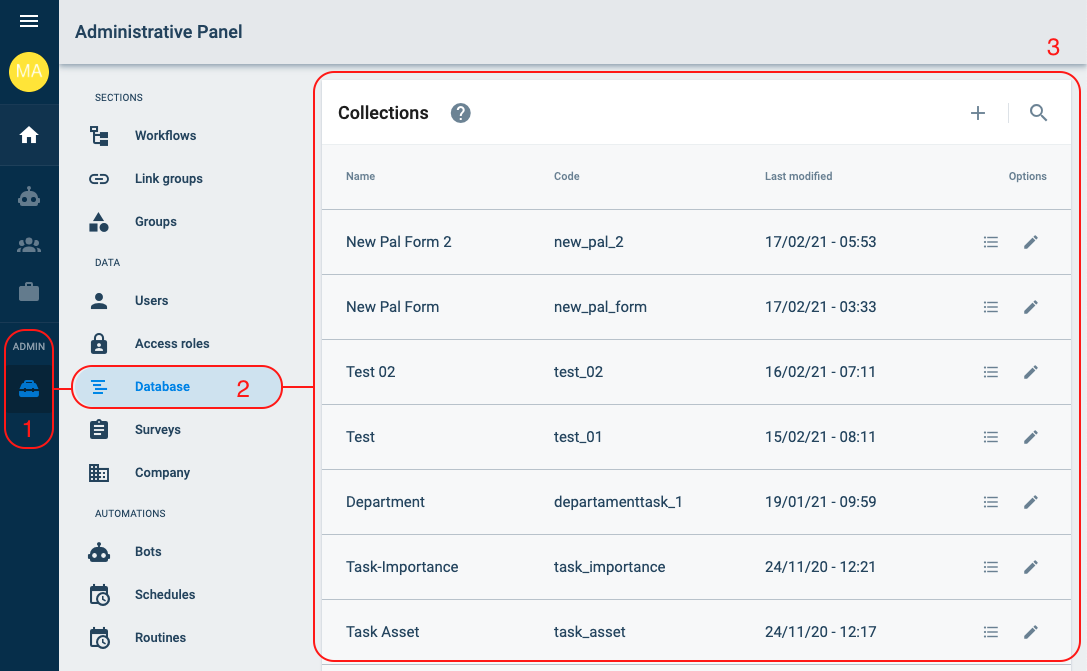 Administrative Panel
3
MA
SECTIONS
Workflows
Link groups
Groups
DATA
Users
Access roles
Database 2
Surveys
Company
AUTOMATIONS
Bots
Schedules
Routines
ADMIN
1
Collections ?
Name Code Last modified Options
New Pal Form 2 new_pal_2 17/02/21 - 05:53
New Pal Form new_pal_form 17/02/21 - 03:33
Test 02 test_02 16/02/21 - 07:11
Test test_01 15/02/21 - 08:11
Department departamenttask_1 19/01/21 - 09:59
Task-Importance task_importance 24/11/20 - 12:21
Task Asset task_asset 24/11/20 - 12:17